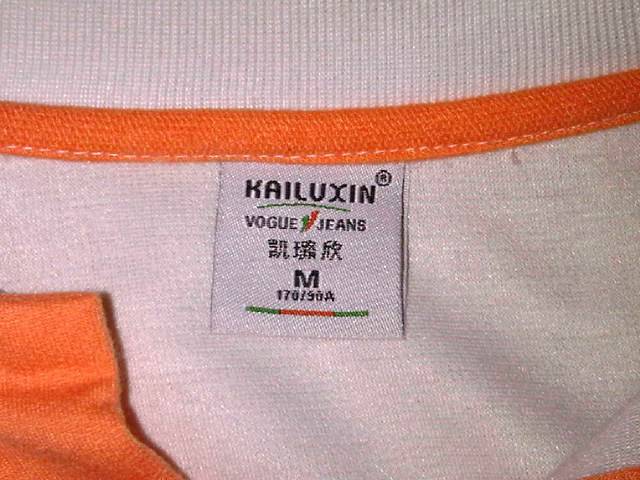 KAILUXIN®
VOGUE JEANS
凯璐欣
M
170/90A